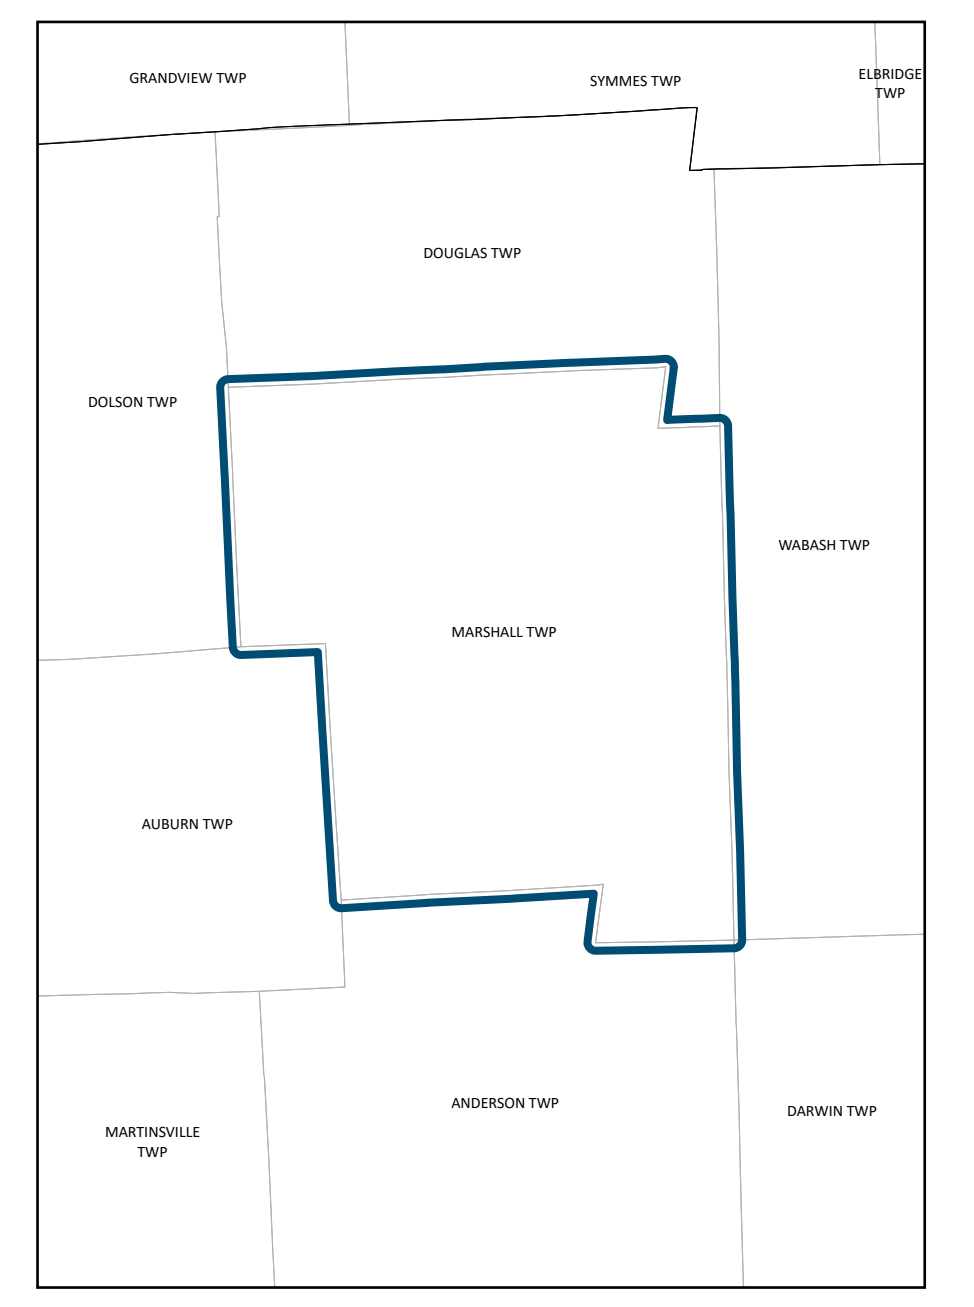 GRANDVIEW TWP
SYMMES TWP
ELBRIDGE
TWP
DOUGLAS TWP
DOLSON TWP
WABASH TWP
MARSHALL TWP
AUBURN TWP
ANDERSON TWP
DARWIN TWP
MARTINSVILLE
TWP